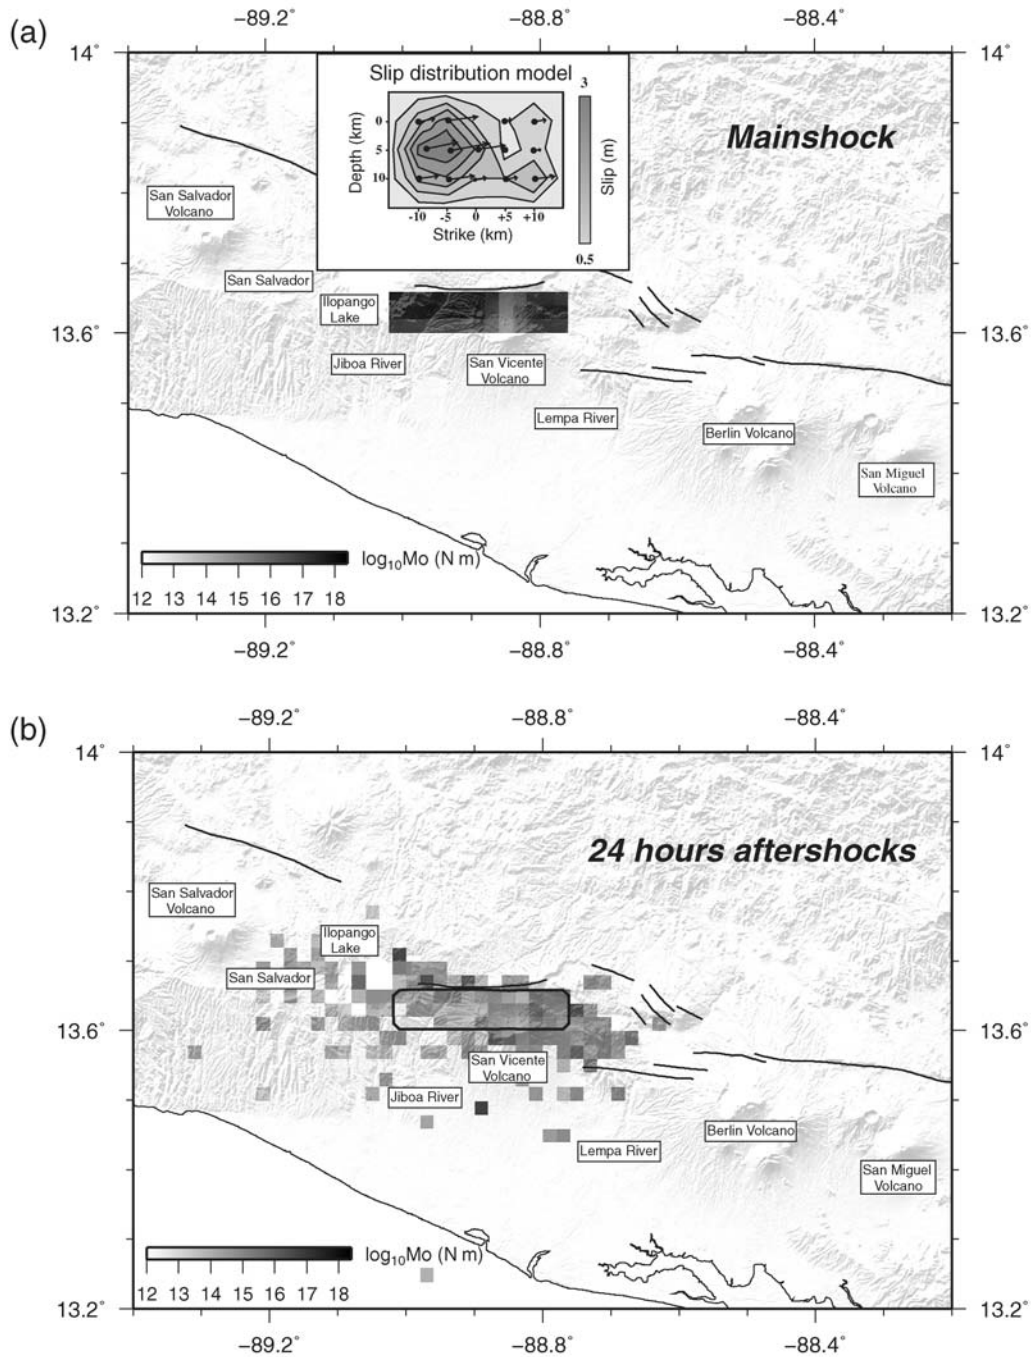 (a)
−89.2˚ −88.8˚ −88.4˚
14˚ 14˚
Slip distribution model
3
Mainshock
Depth (km)
0
5
10
Slip (m)
-10 -5 0 +5 +10
Strike (km)
0.5
San Salvador
Volcano
San Salvador
Ilopango
Lake
13.6˚ 13.6˚
Jiboa River
San Vicente
Volcano
Lempa River
Berlin Volcano
San Miguel
Volcano
log10Mo (N m)
12 13 14 15 16 17 18
13.2˚ 13.2˚
−89.2˚ −88.8˚ −88.4˚
(b)
−89.2˚ −88.8˚ −88.4˚
14˚ 14˚
24 hours aftershocks
San Salvador
Volcano
Ilopango
Lake
San Salvador
13.6˚ 13.6˚
San Vicente
Volcano
Jiboa River
Berlin Volcano
Lempa River
San Miguel
Volcano
log10Mo (N m)
12 13 14 15 16 17 18
13.2˚ 13.2˚
−89.2˚ −88.8˚ −88.4˚